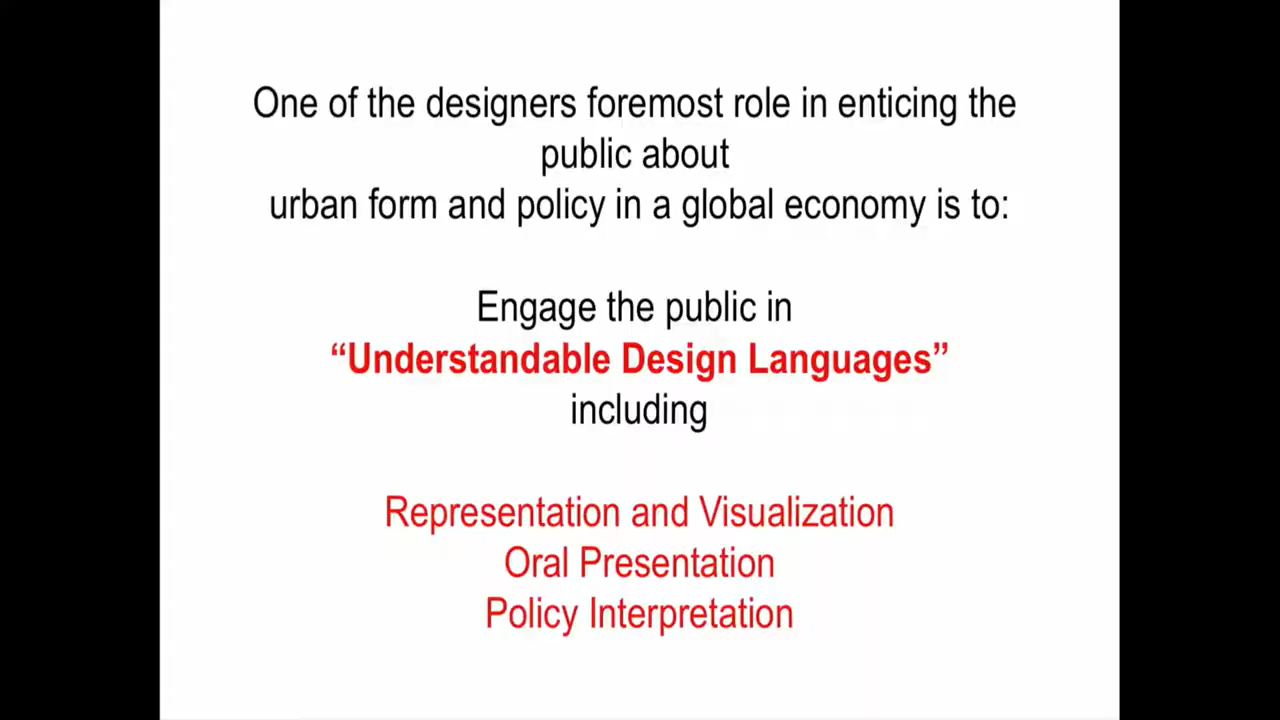 One of the designers foremost role in enticing the
public about
urban form and policy in a global economy is to:
Engage the public in
“Understandable Design Languages”
including
Representation and Visualization
Oral Presentation
Policy Interpretation